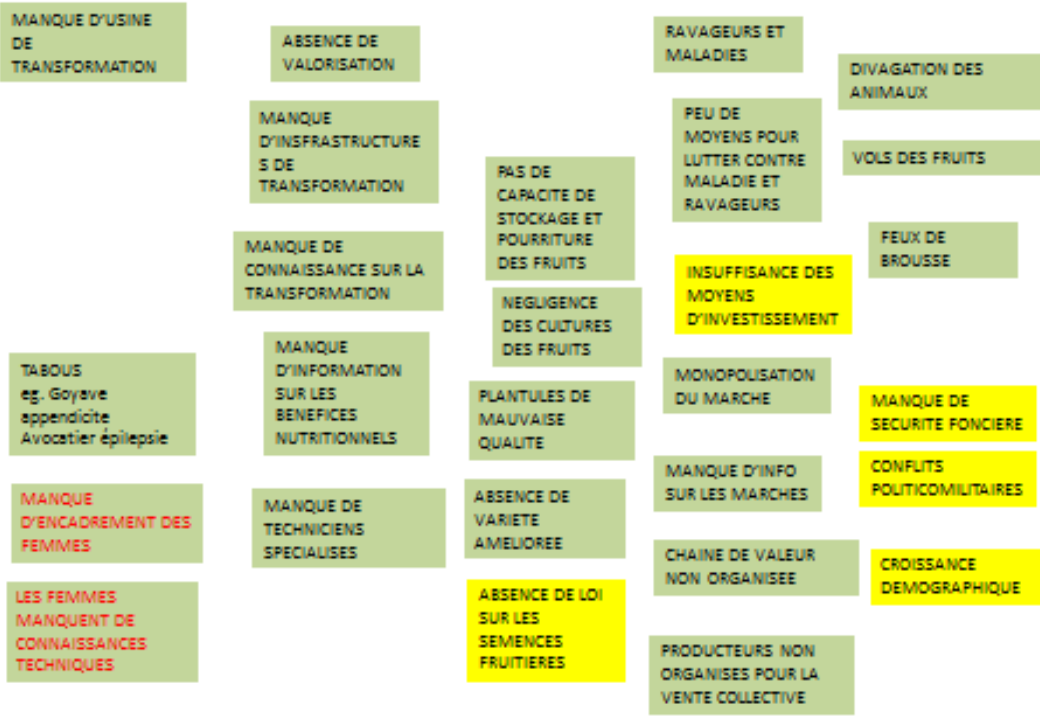 MANQUE D'USINE
DE
TRANSFORMATION
TABOUS
eg. Goyave
appendicite
Avocatier épilepsie
MANQUE
D'ENCADREMENT DES
FEMMES
LES FEMMES
MANQUENT DE
CONNAISSANCES
TECHNIQUES
ABSENCE DE
VALORISATION
MANQUE
D'INSFRASTRUCTURE
S DE
TRANSFORMATION
MANQUE DE
CONNAISSANCE SUR LA
TRANSFORMATION
MANQUE
D'INFORMATION
SUR LES
BENEFICES
NUTRITIONNELS
MANQUE DE
TECHNICIENS
SPECIALISES
PAS DE
CAPACITE DE
STOCKAGE ET
POURRITURE
DES FRUITS
NEGLIGENCE
DES CULTURES
DES FRUITS
PLANTULES DE
MAUVAISE
QUALITE
ABSENCE DE
VARIETE
AMELIOREE
ABSENCE DE LOI
SUR LES
SEMENCES
FRUITIERES
RAVAGEURS ET
MALADIES
PEU DE
MOYENS POUR
LUTTER CONTRE
MALADIE ET
RAVAGEURS
INSUFFISANCE DES
MOYENS
D'INVESTISSEMENT
MONOPOLISATION
DU MARCHE
MANQUE D'INFO
SUR LES MARCHES
CHAINE DE VALEUR
NON ORGANISEE
PRODUCTEURS NON
ORGANISES POUR LA
VENTE COLLECTIVE
DIVAGATION DES
ANIMAUX
VOLS DES FRUITS
FEUX DE
BROUSSE
MANQUE DE
SECURITE FONCIERE
CONFLITS
POLITICOMILITAIRES
CROISSANCE
DEMOGRAPHIQUE